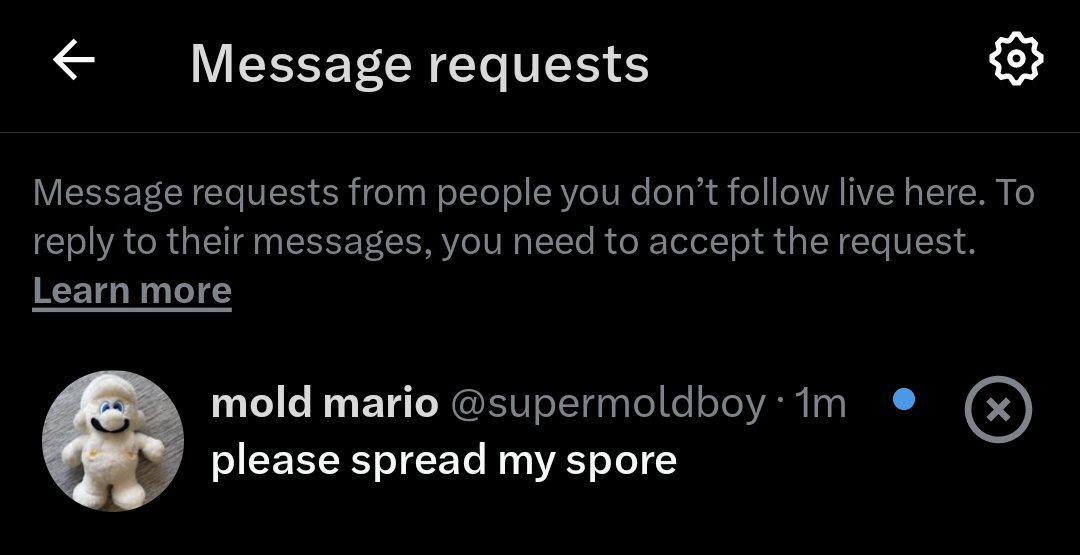 Message requests
Message requests from people you don’t follow live here. To
reply to their messages, you need to accept the request.
Learn more
mold mario @supermoldboy · 1m
please spread my spore